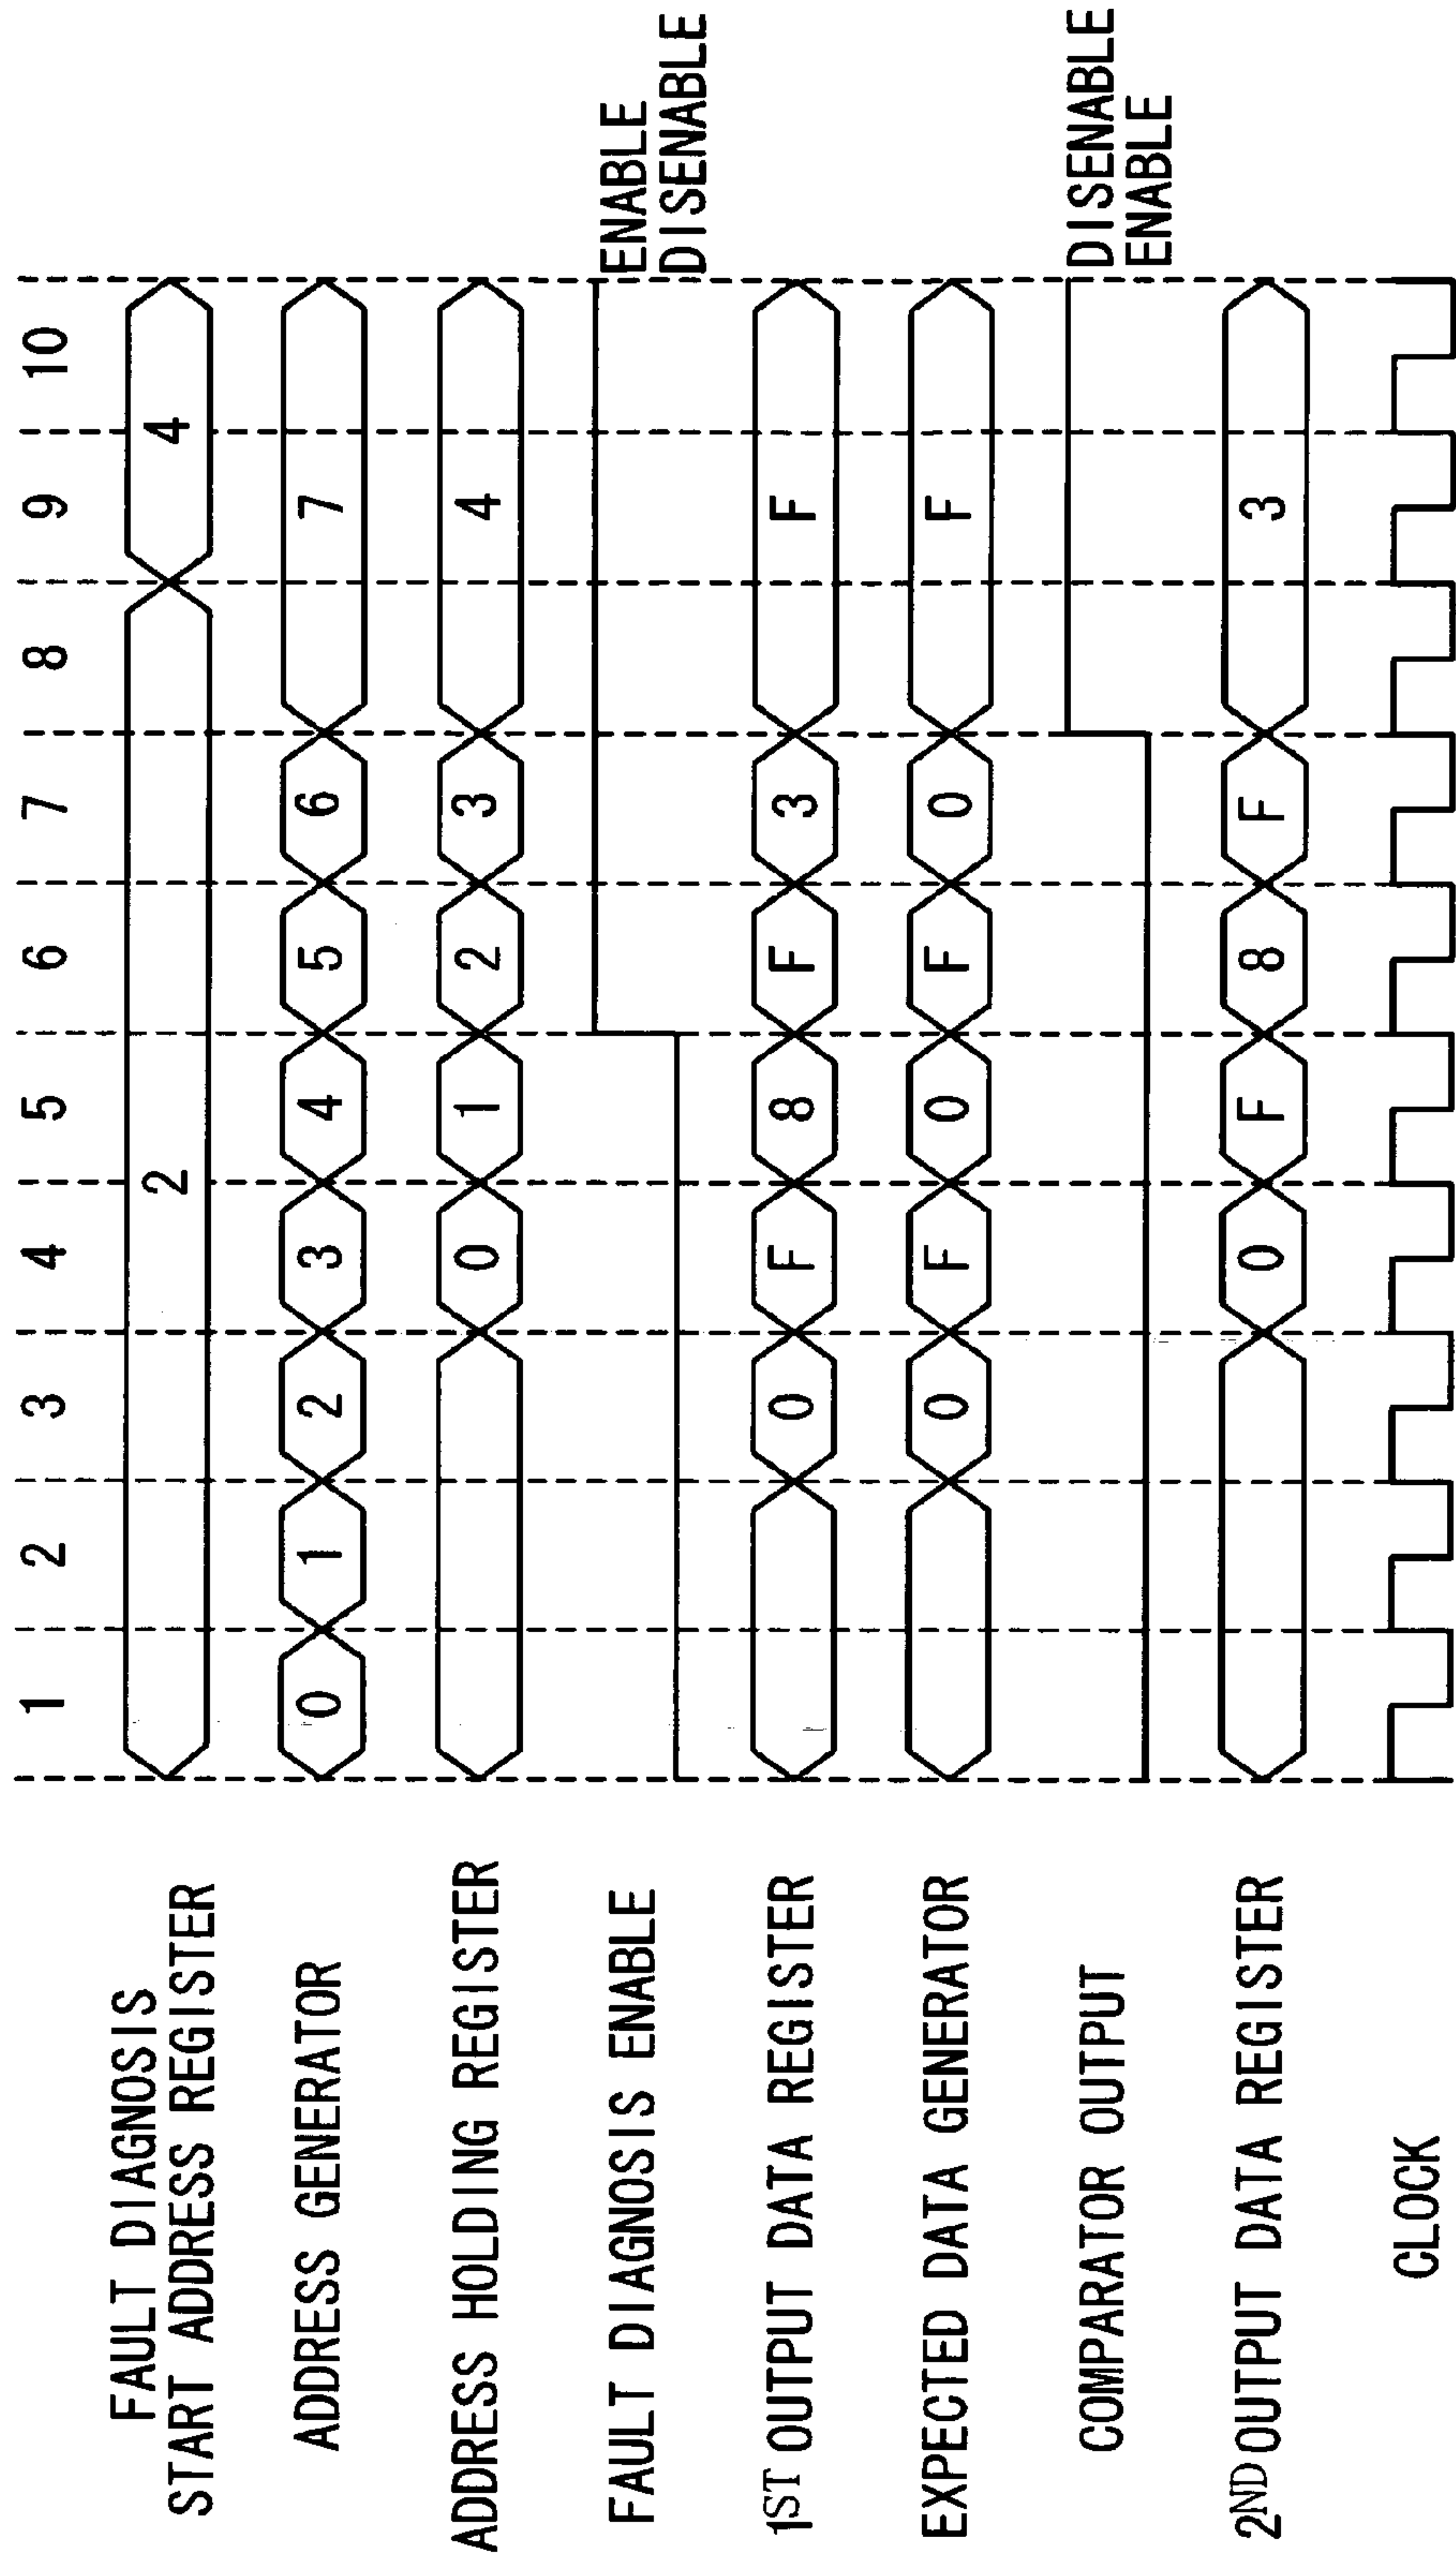 1 2 3 4 5 6 7 8 9 10
FAULT DIAGNOSIS
START ADDRESS REGISTER
2 4
ADDRESS GENERATOR
0 1 2 3 4 5 6 7
ADDRESS HOLDING REGISTER
0 1 2 3 4
FAULT DIAGNOSIS ENABLE
ENABLE
DISENABLE
1ST OUTPUT DATA REGISTER
0 F 8 F 3 F
EXPECTED DATA GENERATOR
0 F 0 F 0 F
COMPARATOR OUTPUT
DISENABLE
ENABLE
2ND OUTPUT DATA REGISTER
0 F 8 F 3
CLOCK